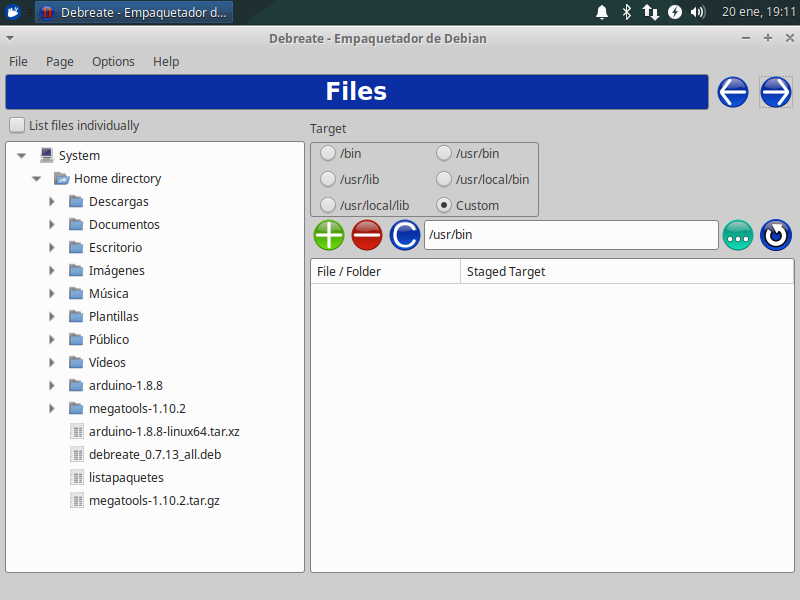 Debreate - Empaquetador d...
20 ene, 19:11
Debreate - Empaquetador de Debian
File Page Options Help
Files
List files individually
Target
/bin
/usr/bin
/usr/lib
/usr/local/bin
/usr/local/lib
Custom
/usr/bin
System
Home directory
Descargas
Documentos
Escritorio
Imágenes
Música
Plantillas
Público
Vídeos
arduino-1.8.8
megatools-1.10.2
arduino-1.8.8-linux64.tar.xz
debreate_0.7.13_all.deb
listapaquetes
megatools-1.10.2.tar.gz
File / Folder
Staged Target